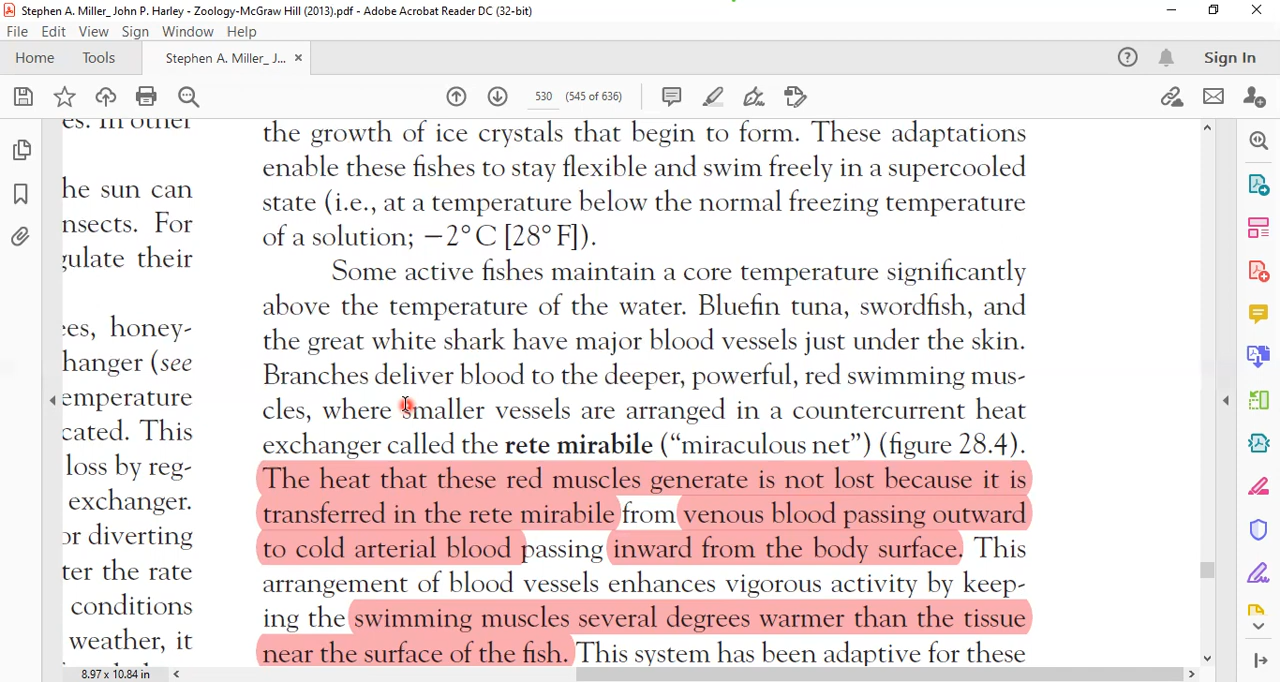 Stephen A. Miller_ John P. Harley - Zoology-McGraw Hill (2013).pdf - Adobe Acrobat Reader DC (32-bit)
File Edit View Sign Window Help
Home Tools Stephen A. Miller_ J... × Sign In
530 (545 of 636)
es. In other
he sun can
nsects. For
gulate their
ees, honey-
hanger (see
emperature
cated. This
loss by reg-
exchanger.
or diverting
ter the rate
conditions
weather, it
the growth of ice crystals that begin to form. These adaptations
enable these fishes to stay flexible and swim freely in a supercooled
state (i.e., at a temperature below the normal freezing temperature
of a solution; −2° C [28° F]).
Some active fishes maintain a core temperature significantly
above the temperature of the water. Bluefin tuna, swordfish, and
the great white shark have major blood vessels just under the skin.
Branches deliver blood to the deeper, powerful, red swimming mus-
cles, where smaller vessels are arranged in a countercurrent heat
exchanger called the rete mirabile (“miraculous net”) (figure 28.4).
The heat that these red muscles generate is not lost because it is
transferred in the rete mirabile from venous blood passing outward
to cold arterial blood passing inward from the body surface. This
arrangement of blood vessels enhances vigorous activity by keep-
ing the swimming muscles several degrees warmer than the tissue
near the surface of the fish. This system has been adaptive for these
8.97 x 10.84 in